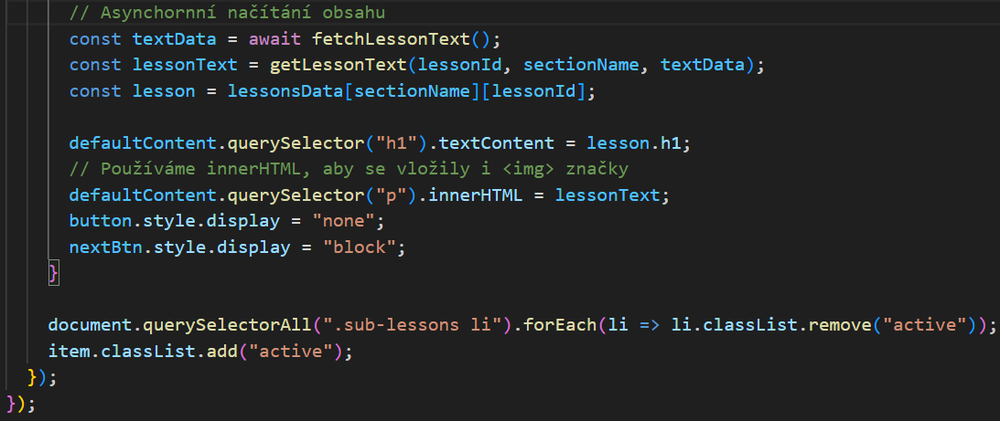 // Asynchornní načítání obsahu
const textData = await fetchLessonText();
const lessonText = getLessonText(lessonId, sectionName, textData);
const lesson = lessonsData[sectionName][lessonId];
defaultContent.querySelector("h1").textContent = lesson.h1;
// Používáme innerHTML, aby se vložily i <img> značky
defaultContent.querySelector("p").innerHTML = lessonText;
button.style.display = "none";
nextBtn.style.display = "block";
}
document.querySelectorAll(".sub-lessons li").forEach(li => li.classList.remove("active"));
item.classList.add("active");
});
});